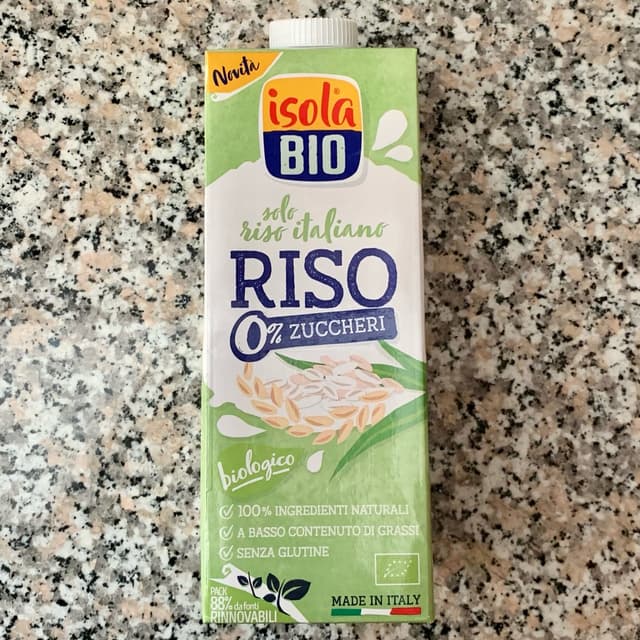 Novità
isola®
BIO
solo
riso italiano
RISO
0% ZUCCHERI
biologico
100% INGREDIENTI NATURALI
A BASSO CONTENUTO DI GRASSI
SENZA GLUTINE
PACK
88% da fonti
RINNOVABILI
MADE IN ITALY